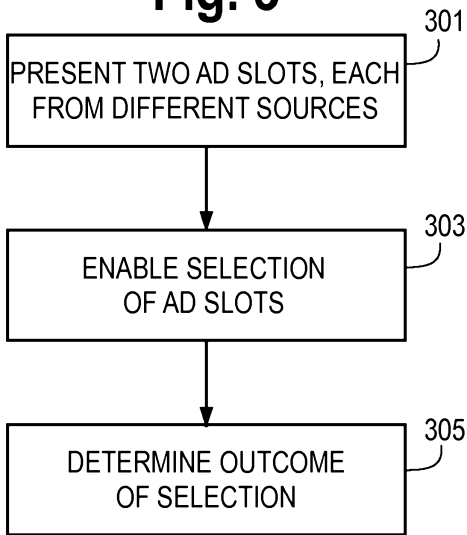 301
PRESENT TWO AD SLOTS, EACH
FROM DIFFERENT SOURCES
303
ENABLE SELECTION
OF AD SLOTS
305
DETERMINE OUTCOME
OF SELECTION